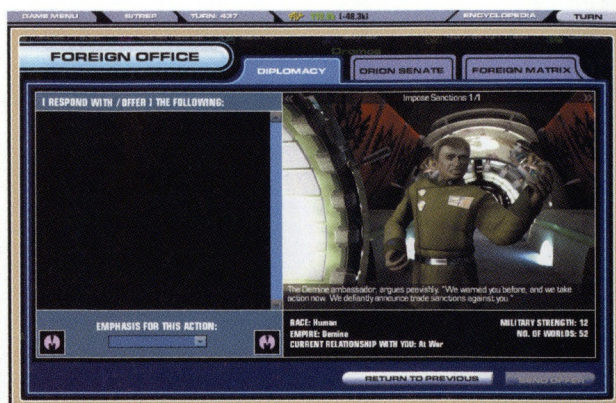 GAME MENU SITREP TURN: 437 (-48.3k) ENCYCLOPEDIA TURN
Dromos
FOREIGN OFFICE
DIPLOMACY ORION SENATE FOREIGN MATRIX
I RESPOND WITH / OFFER I THE FOLLOWING:
Impose Sanctions 1/1
The Demine ambassador, argues peevishly. "We warned you before, and we take
action now. We defiantly announce trade sanctions against you."
EMPHASIS FOR THIS ACTION:
RACE: Human MILITARY STRENGTH: 12
EMPIRE: Demine NO. OF WORLDS: 52
CURRENT RELATIONSHIP WITH YOU: At War
RETURN TO PREVIOUS SEND OFFER